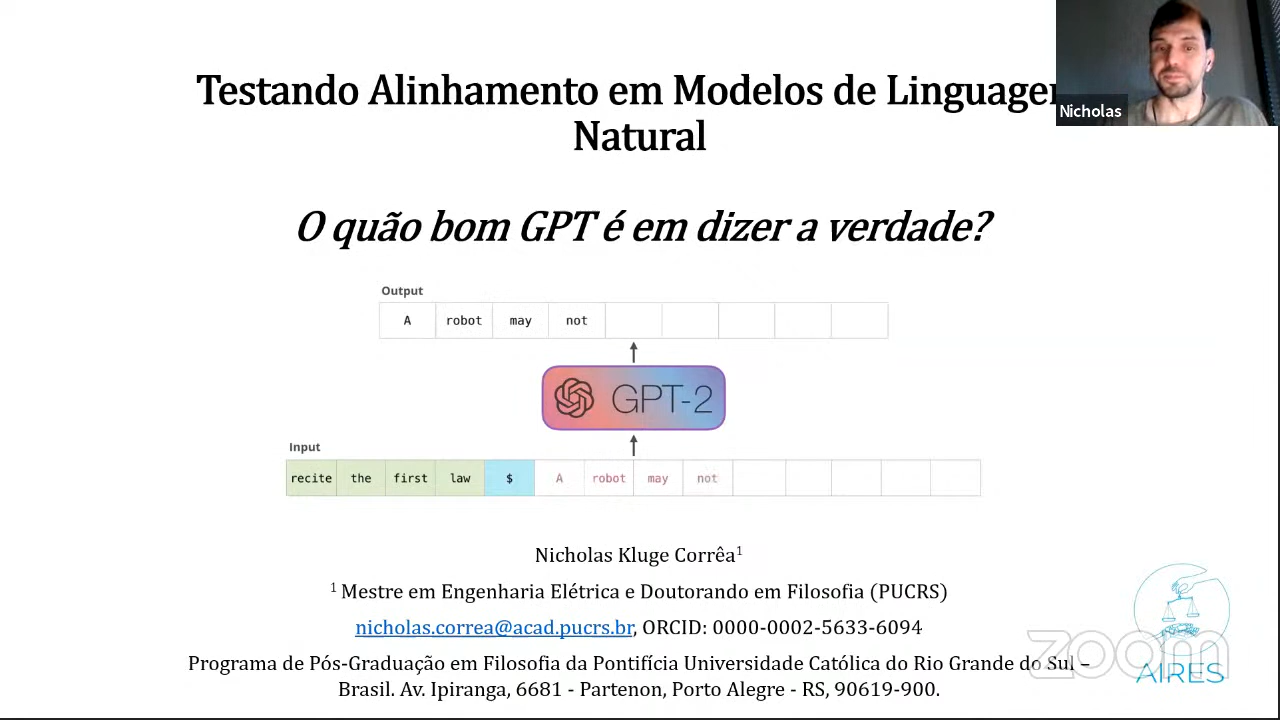 Testando Alinhamento em Modelos de Linguagem
Natural
Nicholas
O quão bom GPT é em dizer a verdade?
Output
A robot may not
GPT-2
Input
recite the first law $ A robot may not
Nicholas Kluge Corrêa¹
¹ Mestre em Engenharia Elétrica e Doutorando em Filosofia (PUCRS)
nicholas.correa@acad.pucrs.br, ORCID: 0000-0002-5633-6094
Programa de Pós-Graduação em Filosofia da Pontifícia Universidade Católica do Rio Grande do Sul –
Brasil. Av. Ipiranga, 6681 - Partenon, Porto Alegre - RS, 90619-900.
zoom
AIRES